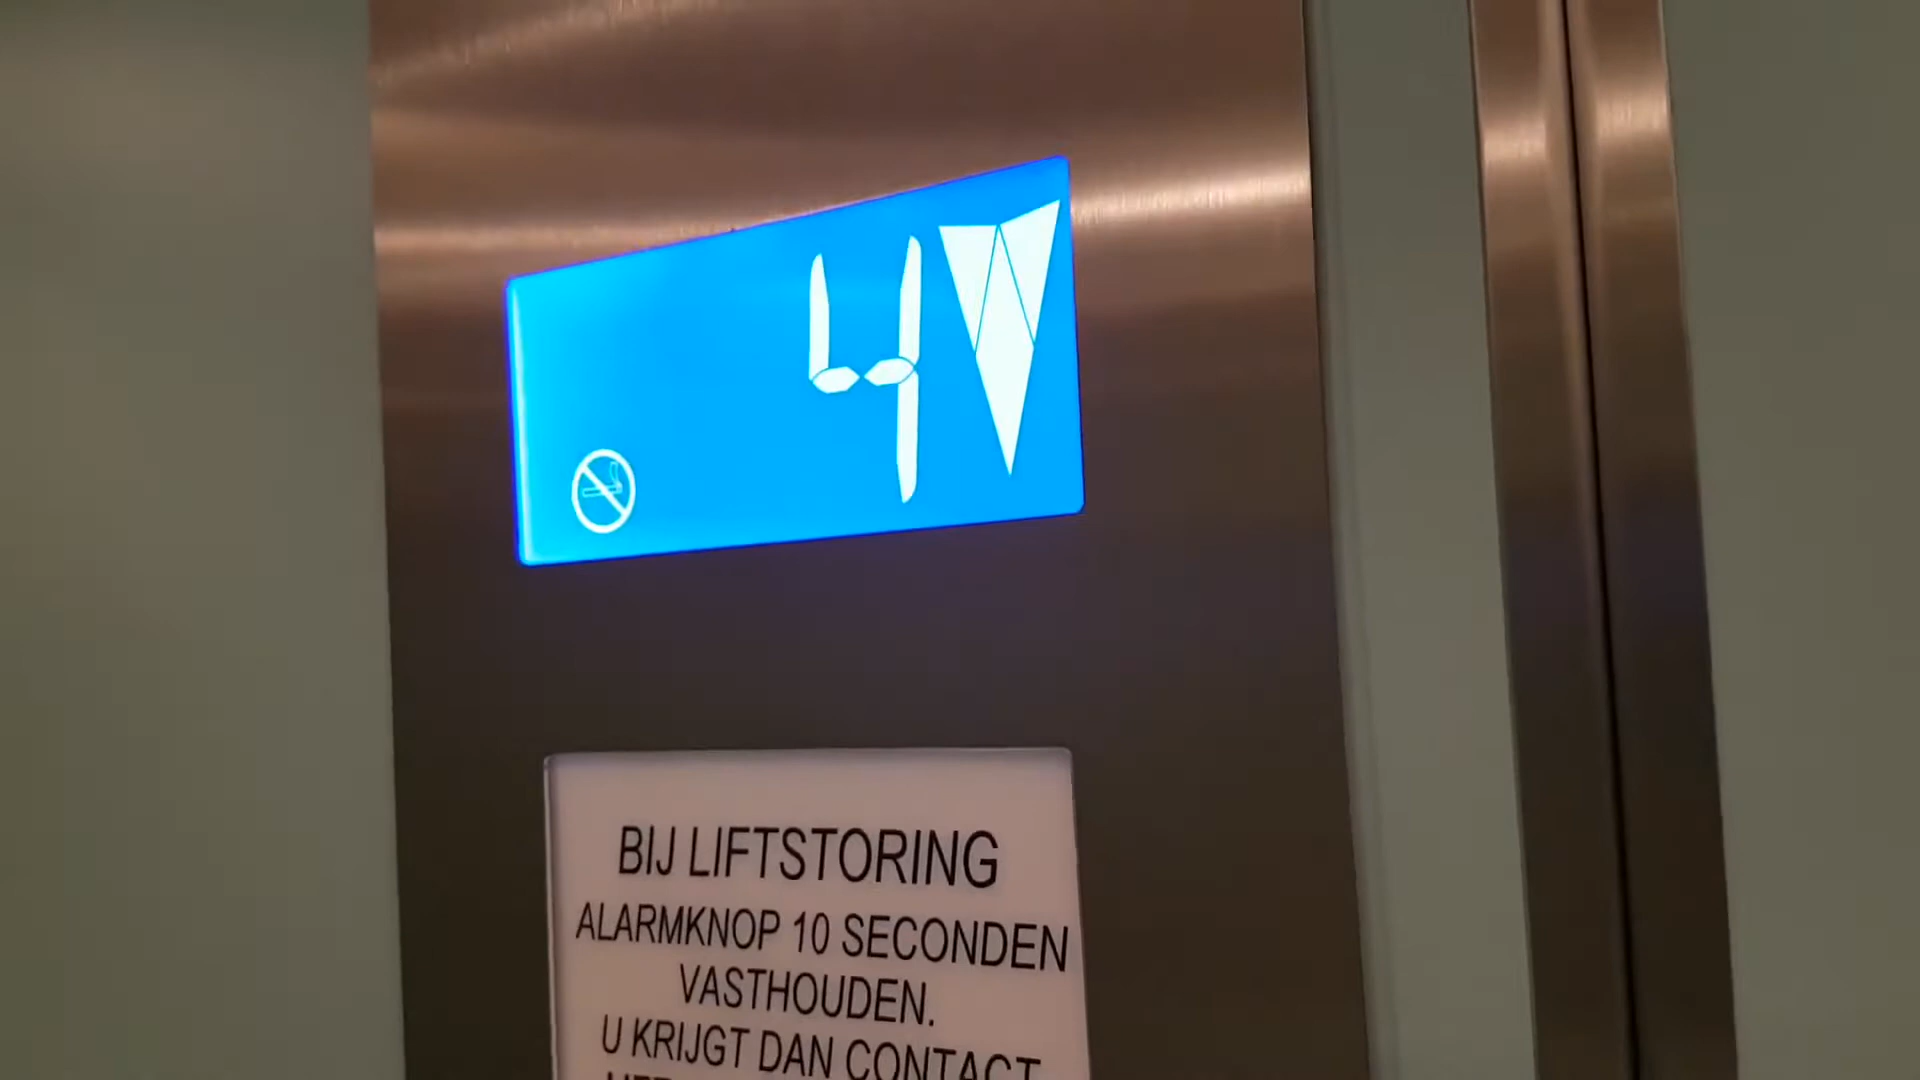 4
BIJ LIFTSTORING
ALARMKNOP 10 SECONDEN
VASTHOUDEN.
U KRIJGT DAN CONTACT